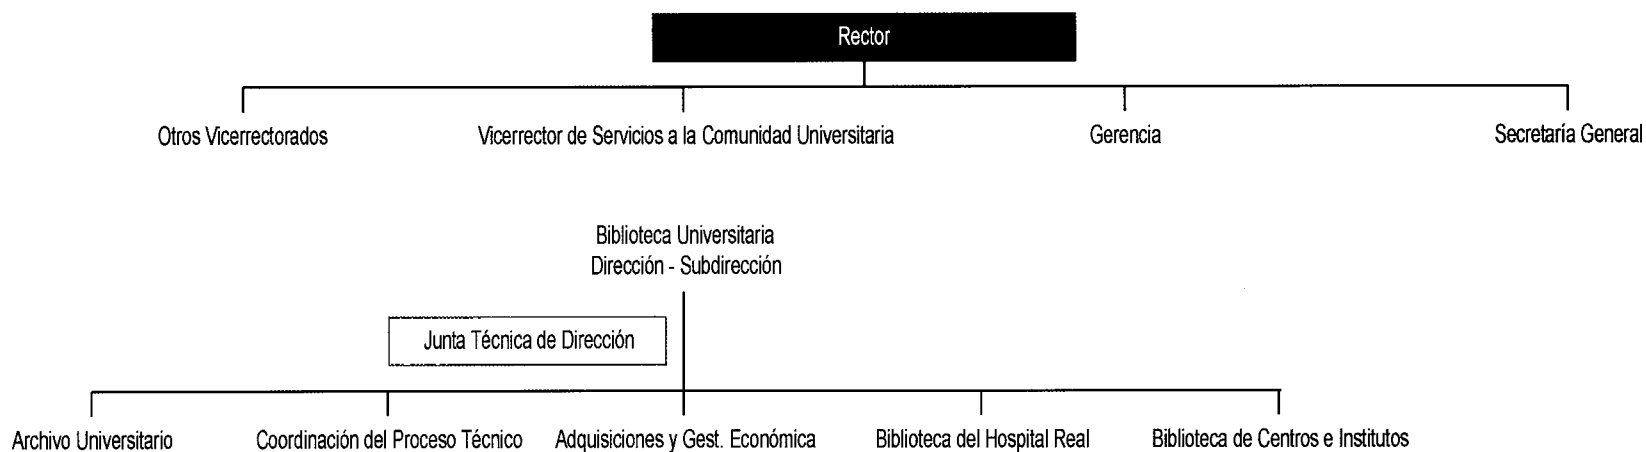 Rector
Otros Vicerrectorados
Vicerrector de Servicios a la Comunidad Universitaria
Gerencia
Secretaría General
Biblioteca Universitaria
Dirección - Subdirección
Junta Técnica de Dirección
Archivo Universitario
Coordinación del Proceso Técnico
Adquisiciones y Gest. Económica
Biblioteca del Hospital Real
Biblioteca de Centros e Institutos